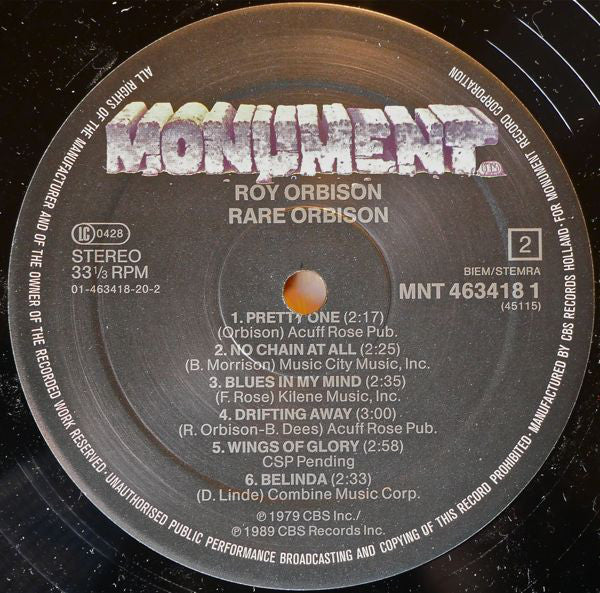 MONUMENT
ROY ORBISON
RARE ORBISON
LC 0428
STEREO
33 1/3 RPM
01-463418-20-2
2
BIEM/STEMRA
MNT 463418 1
(45115)
1. PRETTY ONE (2:17)
(Orbison) Acuff Rose Pub.
2. NO CHAIN AT ALL (2:25)
(B. Morrison) Music City Music, Inc.
3. BLUES IN MY MIND (2:35)
(F. Rose) Kilene Music, Inc.
4. DRIFTING AWAY (3:00)
(R. Orbison-B. Dees) Acuff Rose Pub.
5. WINGS OF GLORY (2:58)
CSP Pending
6. BELINDA (2:33)
(D. Linde) Combine Music Corp.
℗ 1979 CBS Inc./
℗ 1989 CBS Records Inc.
ALL RIGHTS OF THE MANUFACTURER AND OF THE OWNER OF THE RECORDED WORK RESERVED·UNAUTHORISED PUBLIC PERFORMANCE BROADCASTING AND COPYING OF THIS RECORD PROHIBITED·MANUFACTURED BY CBS RECORDS HOLLAND·FOR MONUMENT RECORD CORPORATION